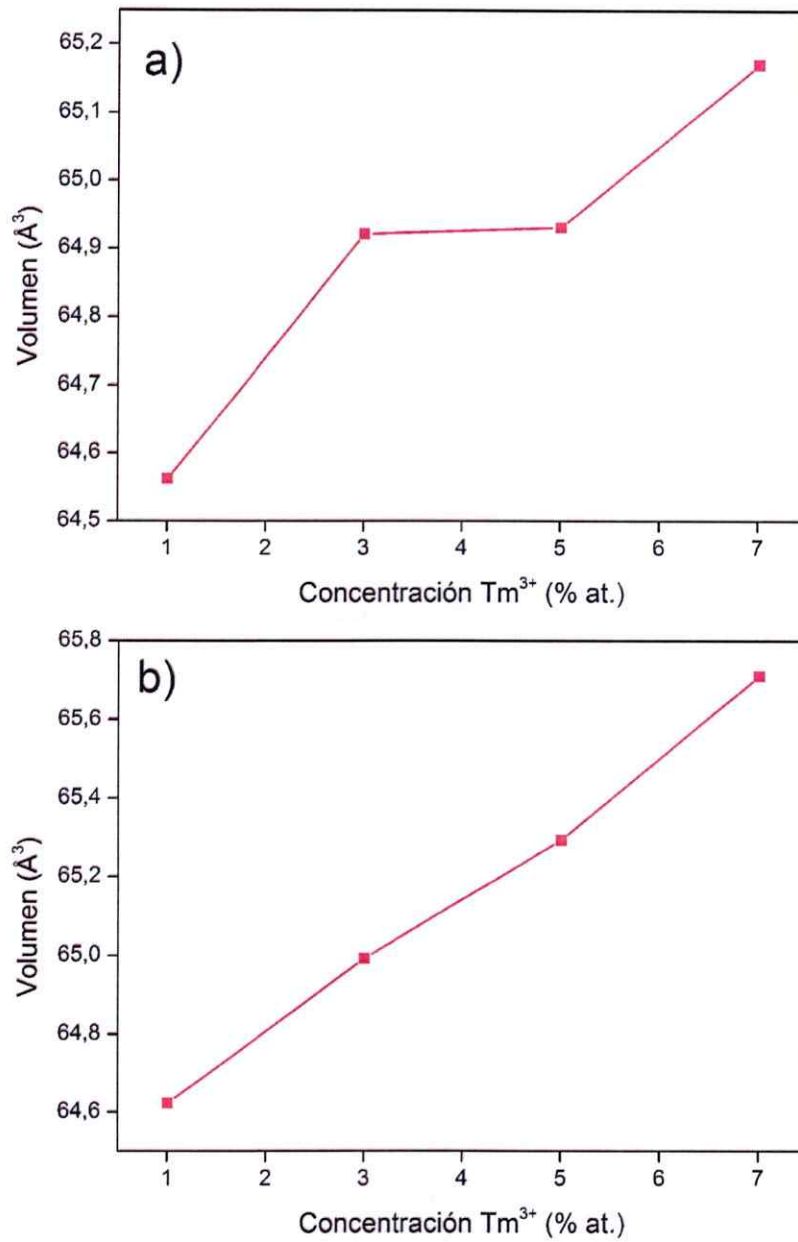 a)
65,2
65,1
65,0
64,9
64,8
64,7
64,6
64,5
Volumen (Å³)
1 2 3 4 5 6 7
Concentración Tm³⁺ (% at.)
b)
65,8
65,6
65,4
65,2
65,0
64,8
64,6
Volumen (Å³)
1 2 3 4 5 6 7
Concentración Tm³⁺ (% at.)